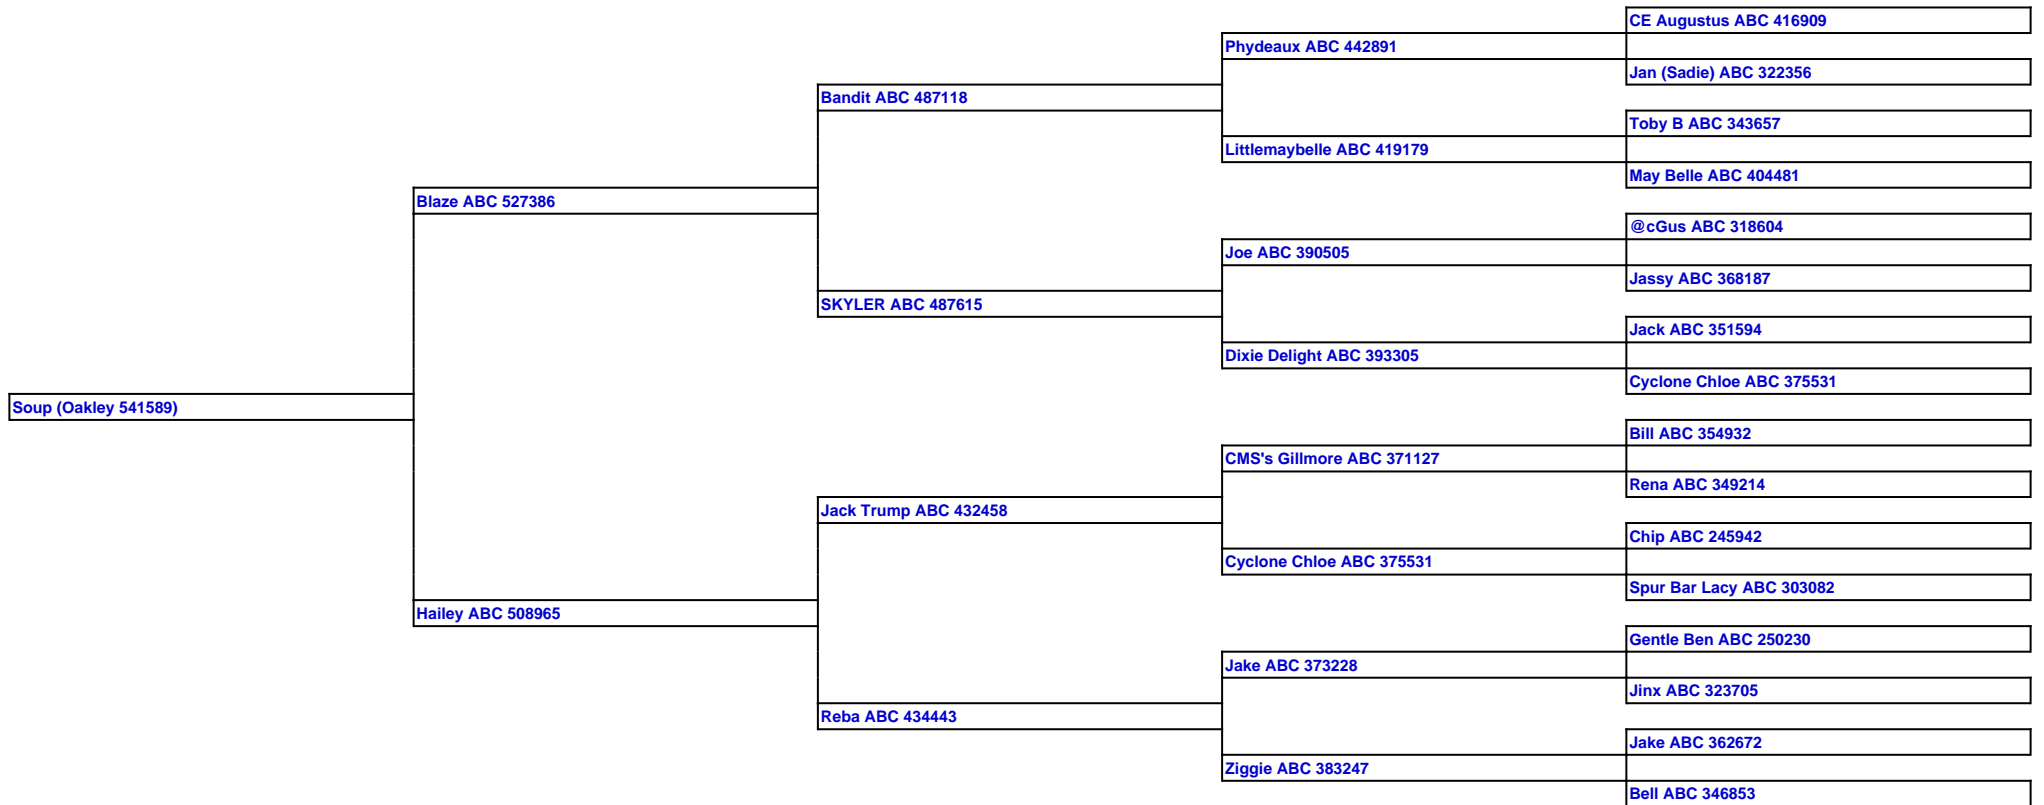 CE Augustus ABC 416909
Phydeaux ABC 442891
Jan (Sadie) ABC 322356
Bandit ABC 487118
Toby B ABC 343657
Littlemaybelle ABC 419179
May Belle ABC 404481
Blaze ABC 527386
@cGus ABC 318604
Joe ABC 390505
Jassy ABC 368187
SKYLER ABC 487615
Jack ABC 351594
Dixie Delight ABC 393305
Cyclone Chloe ABC 375531
Soup (Oakley 541589)
Bill ABC 354932
CMS's Gillmore ABC 371127
Rena ABC 349214
Jack Trump ABC 432458
Chip ABC 245942
Cyclone Chloe ABC 375531
Spur Bar Lacy ABC 303082
Hailey ABC 508965
Gentle Ben ABC 250230
Jake ABC 373228
Jinx ABC 323705
Reba ABC 434443
Jake ABC 362672
Ziggie ABC 383247
Bell ABC 346853